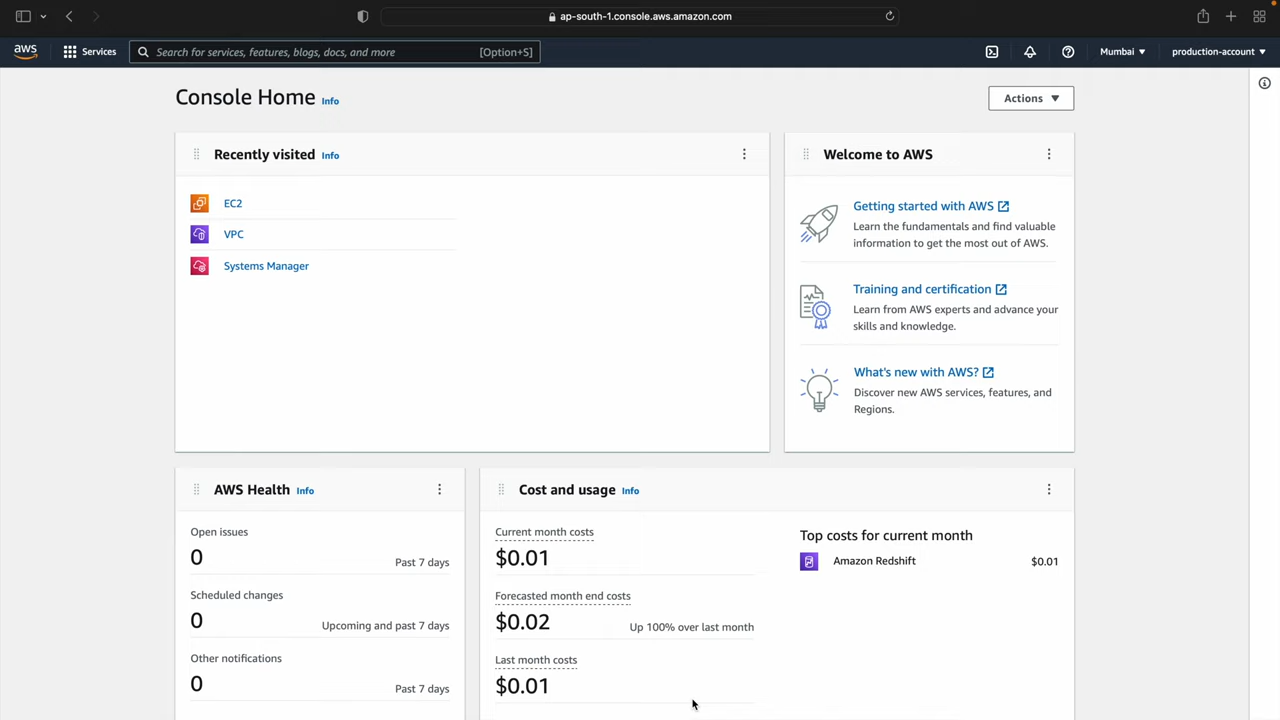 ap-south-1.console.aws.amazon.com
aws
Services
Search for services, features, blogs, docs, and more
[Option+S]
Mumbai
production-account
Console Home Info
Actions
Recently visited Info
EC2
VPC
Systems Manager
Welcome to AWS
Getting started with AWS
Learn the fundamentals and find valuable
information to get the most out of AWS.
Training and certification
Learn from AWS experts and advance your
skills and knowledge.
What's new with AWS?
Discover new AWS services, features, and
Regions.
AWS Health Info
Open issues
0
Past 7 days
Scheduled changes
0
Upcoming and past 7 days
Other notifications
0
Past 7 days
Cost and usage Info
Current month costs
$0.01
Forecasted month end costs
$0.02
Up 100% over last month
Last month costs
$0.01
Top costs for current month
Amazon Redshift
$0.01